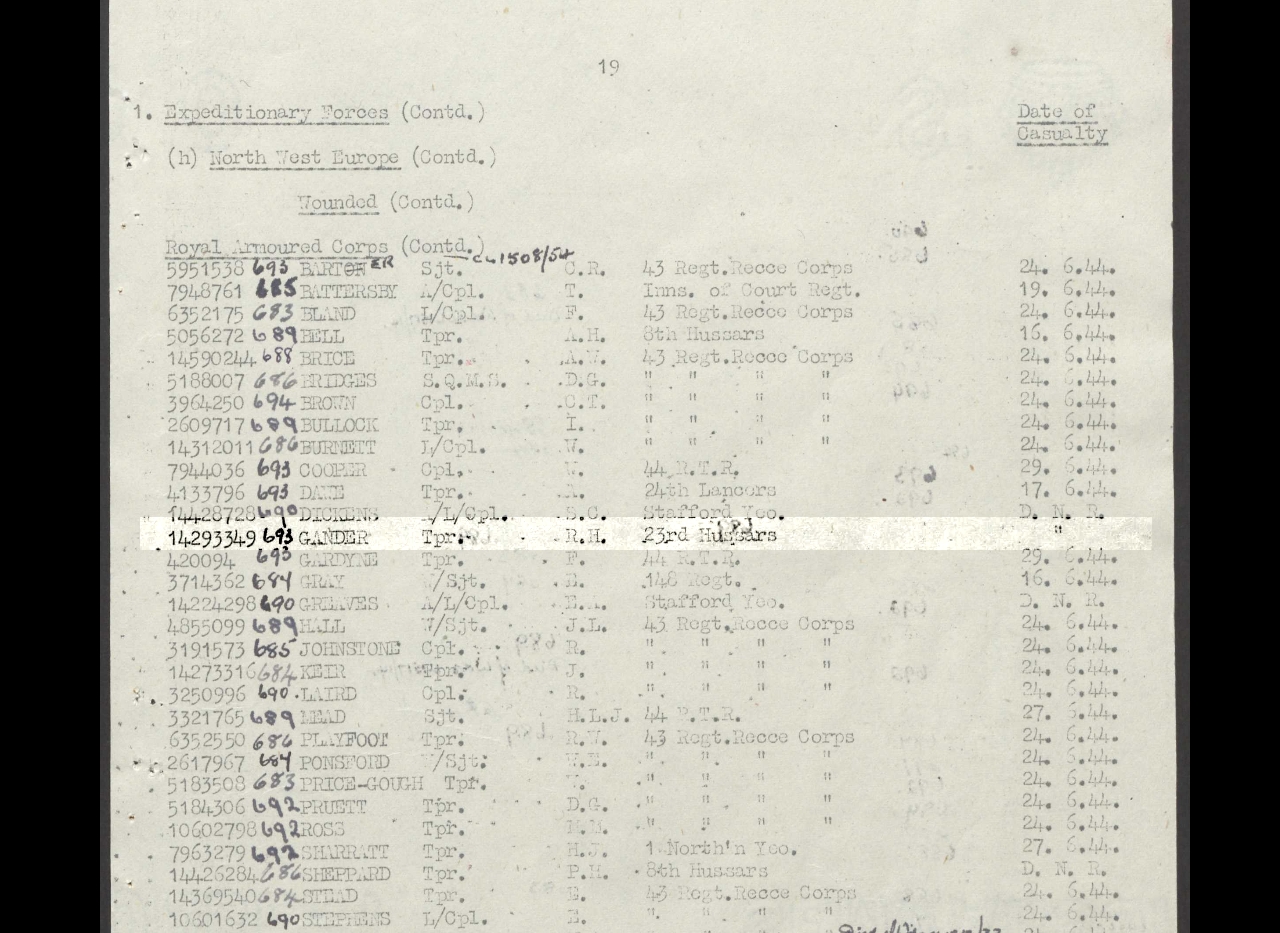 19
1. Expeditionary Forces (Contd.) Date of
Casualty
(h) North West Europe (Contd.)
Wounded (Contd.)
Royal Armoured Corps (Contd.)
5951538 693 BARTONER Sjt. C.R. 43 Regt.Recce Corps 24. 6.44.
7948761 685 BATTERSBY A/Cpl. T. Inns. of Court Regt. 19. 6.44.
6352175 683 BLAND L/Cpl. F. 43 Regt.Recce Corps 24. 6.44.
5056272 689 BELL Tpr. A.H. 8th Hussars 16. 6.44.
14590244 688 BRICE Tpr. A.W. 43 Regt.Recce Corps 24. 6.44.
5188007 686 BRIDGES S.Q.M.S. D.G. " " " " 24. 6.44.
3964250 694 BROWN Cpl. C.T. " " " " 24. 6.44.
2609717 689 BULLOCK Tpr. I. " " " " 24. 6.44.
14312011 686 BURNETT L/Cpl. W. " " " " 24. 6.44.
7944036 693 COOPER Cpl. W. 44 R.T.R. 29. 6.44.
4133796 693 DANE Tpr. 24th Lancers 17. 6.44.
14428728 690 DICKENS A/L/Cpl. S.C. Stafford Yeo. D. N. R.
14293349 693 GANDER Tpr. R.H. 23rd Hussars "
420094 693 GARDYNE Tpr. F. 44 R.T.R. 29. 6.44.
3714362 684 GRAY W/Sjt. E. 148 Regt. 16. 6.44.
14224298 690 GREAVES A/L/Cpl. E.A. Stafford Yeo. D. N. R.
4855099 689 HALL W/Sjt. J.L. 43 Regt.Recce Corps 24. 6.44.
3191573 685 JOHNSTONE Cpl. R. " " " " 24. 6.44.
14273316 684 KEIR Tpr. J. " " " " 24. 6.44.
3250996 690 LAIRD Cpl. R. " " " " 24. 6.44.
3321765 689 MEAD Sjt. H.L.J. 44 R.T.R. 27. 6.44.
6352550 686 PLAYFOOT Tpr. R.W. 43 Regt.Recce Corps 24. 6.44.
2617967 684 PONSFORD W/Sjt. W.E. " " " " 24. 6.44.
5183508 683 PRICE-GOUGH Tpr. " " " " 24. 6.44.
5184306 692 PRUETT Tpr. D.G. " " " " 24. 6.44.
10602798 692 ROSS Tpr. " " " " 24. 6.44.
7963279 692 SHARRATT Tpr. H.J. 1 North'n Yeo. 27. 6.44.
14426284 686 SHEPPARD Tpr. P.H. 8th Hussars D. N. R.
14369540 684 STEAD Tpr. E. 43 Regt.Recce Corps 24. 6.44.
10601632 690 STEPHENS L/Cpl. E. " " " " 24. 6.44.